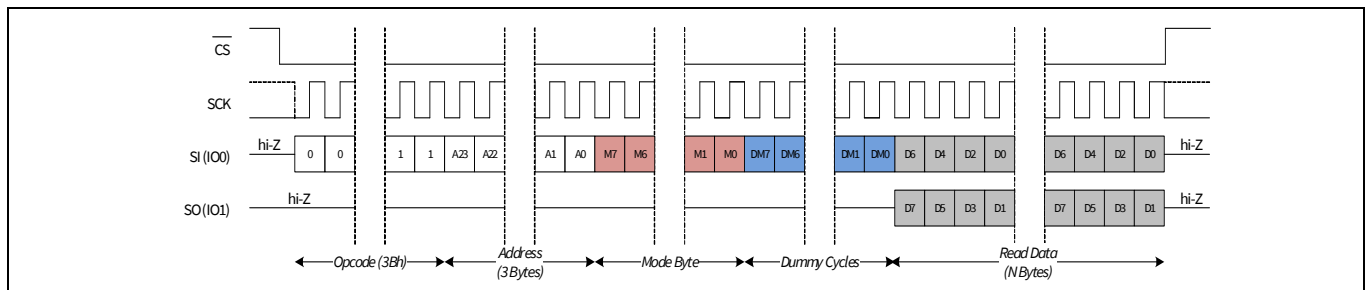 CS
SCK
hi-Z
SI (IO0)
0 0 1 1 A23 A22 A1 A0 M7 M6 M1 M0 DM7 DM6 DM1 DM0 D6 D4 D2 D0 D6 D4 D2 D0
hi-Z
hi-Z
SO (IO1)
D7 D5 D3 D1 D7 D5 D3 D1
hi-Z
Opcode (3Bh)
Address
(3 Bytes)
Mode Byte
Dummy Cycles
Read Data
(N Bytes)